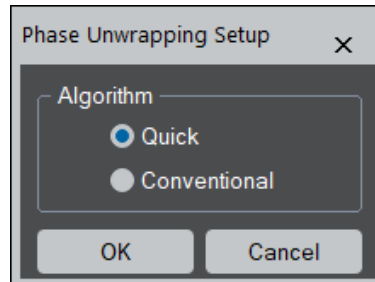 Phase Unwrapping Setup
Algorithm
Quick
Conventional
OK Cancel